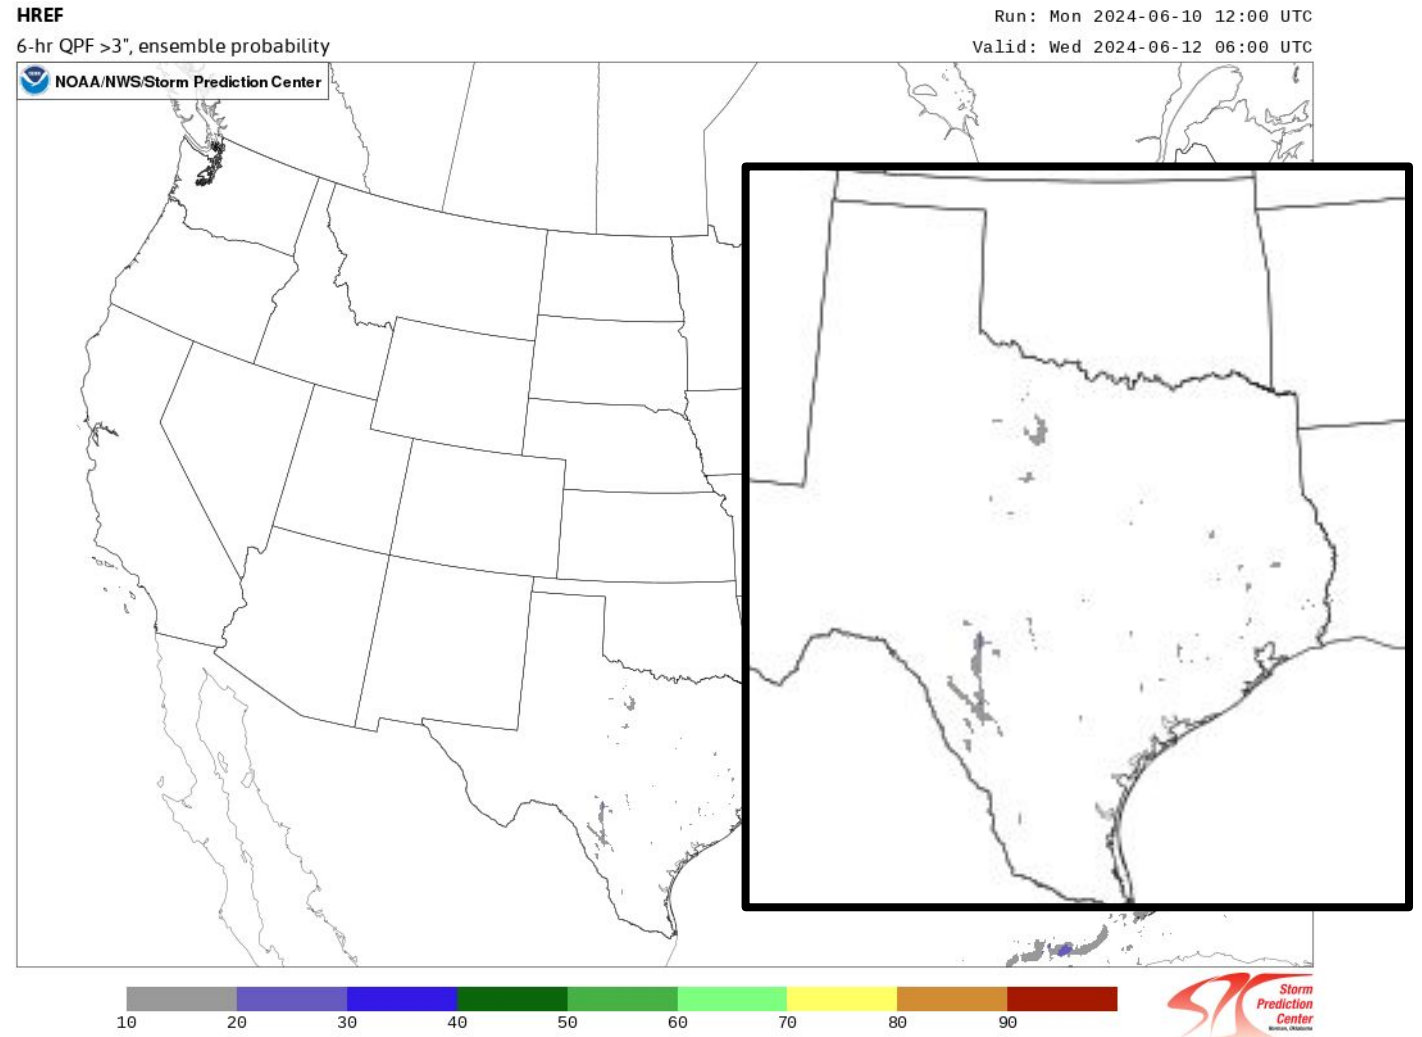 HREF
Run: Mon 2024-06-10 12:00 UTC
6-hr QPF >3", ensemble probability
Valid: Wed 2024-06-12 06:00 UTC
NOAA/NWS/Storm Prediction Center
10 20 30 40 50 60 70 80 90
Storm
Prediction
Center
Norman, Oklahoma